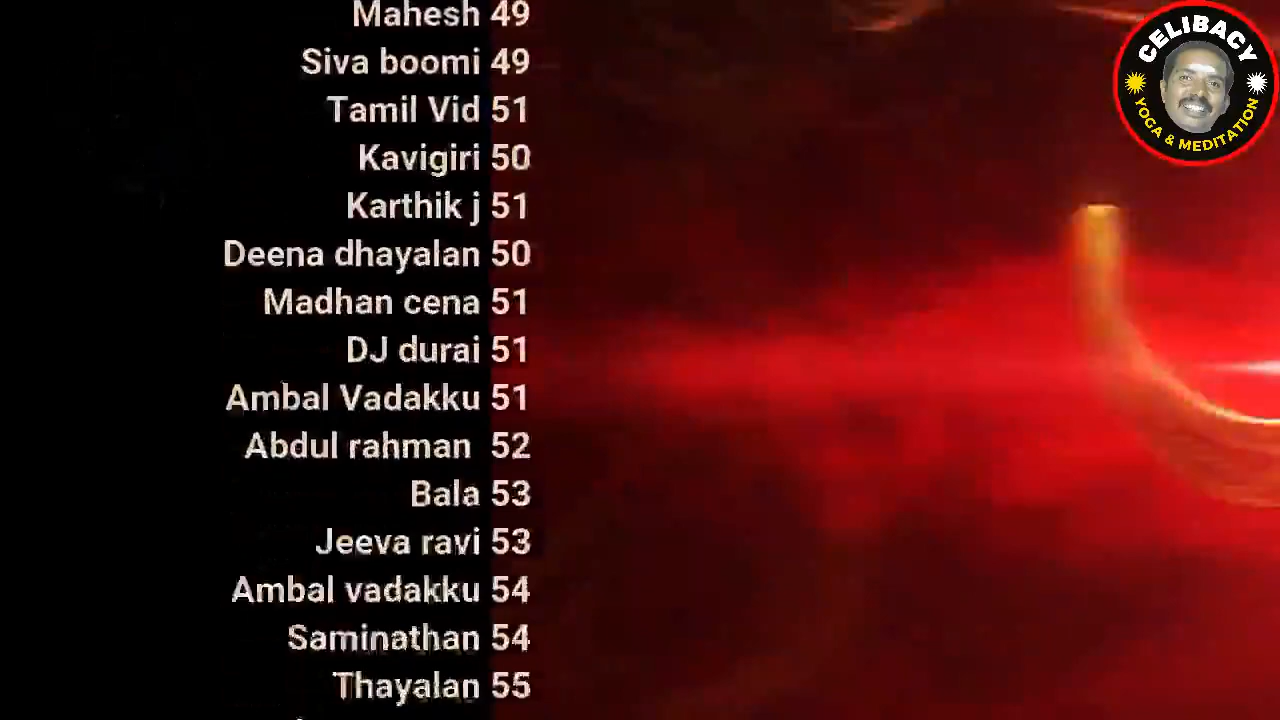 Mahesh 49
Siva boomi 49
Tamil Vid 51
Kavigiri 50
Karthik j 51
Deena dhayalan 50
Madhan cena 51
DJ durai 51
Ambal Vadakku 51
Abdul rahman 52
Bala 53
Jeeva ravi 53
Ambal vadakku 54
Saminathan 54
Thayalan 55
CELIBACY
YOGA & MEDITATION